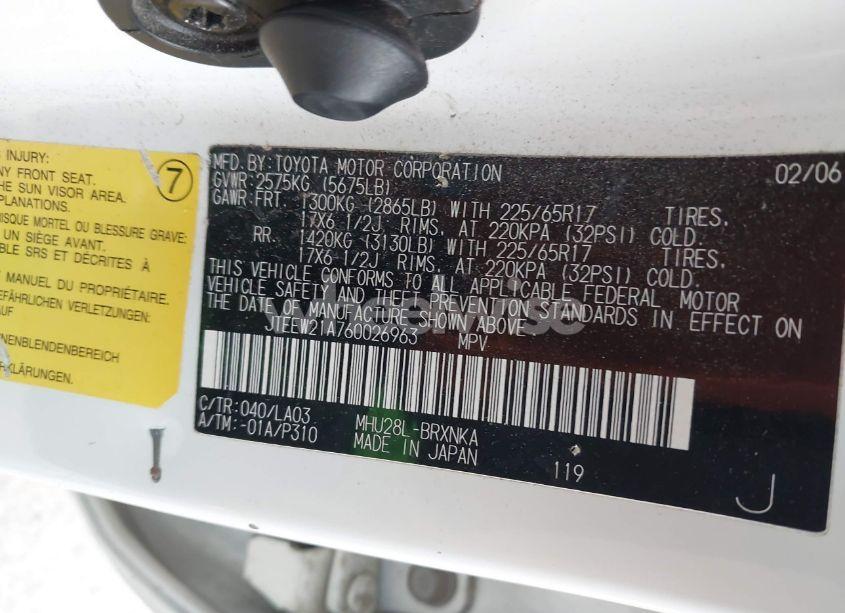 INJURY:
NY FRONT SEAT.
HE SUN VISOR AREA.
PLANATIONS.
RISQUE MORTEL OU BLESSURE GRAVE:
UN SIÈGE AVANT.
BLE SRS ET DÉCRITES À
MANUEL DU PROPRIÉTAIRE.
EFÄHRLICHEN VERLETZUNGEN:
AUF
NENBLENDENBEREICH
ERKLÄRUNGEN.
7
MFD.BY:TOYOTA MOTOR CORPORATION 02/06
GVWR:2575KG (5675LB)
GAWR:FRT. 1300KG (2865LB) WITH 225/65R17 TIRES,
17X6 1/2J RIMS, AT 220KPA (32PSI) COLD.
RR. 1420KG (3130LB) WITH 225/65R17 TIRES,
17X6 1/2J RIMS, AT 220KPA (32PSI) COLD.
THIS VEHICLE CONFORMS TO ALL APPLICABLE FEDERAL MOTOR
VEHICLE SAFETY AND THEFT PREVENTION STANDARDS IN EFFECT ON
THE DATE OF MANUFACTURE SHOWN ABOVE.
JTEEW21A760026963 MPV
C/TR:040/LA03 MHU28L-BRXNKA
A/TM:-01A/P310 MADE IN JAPAN
119
J